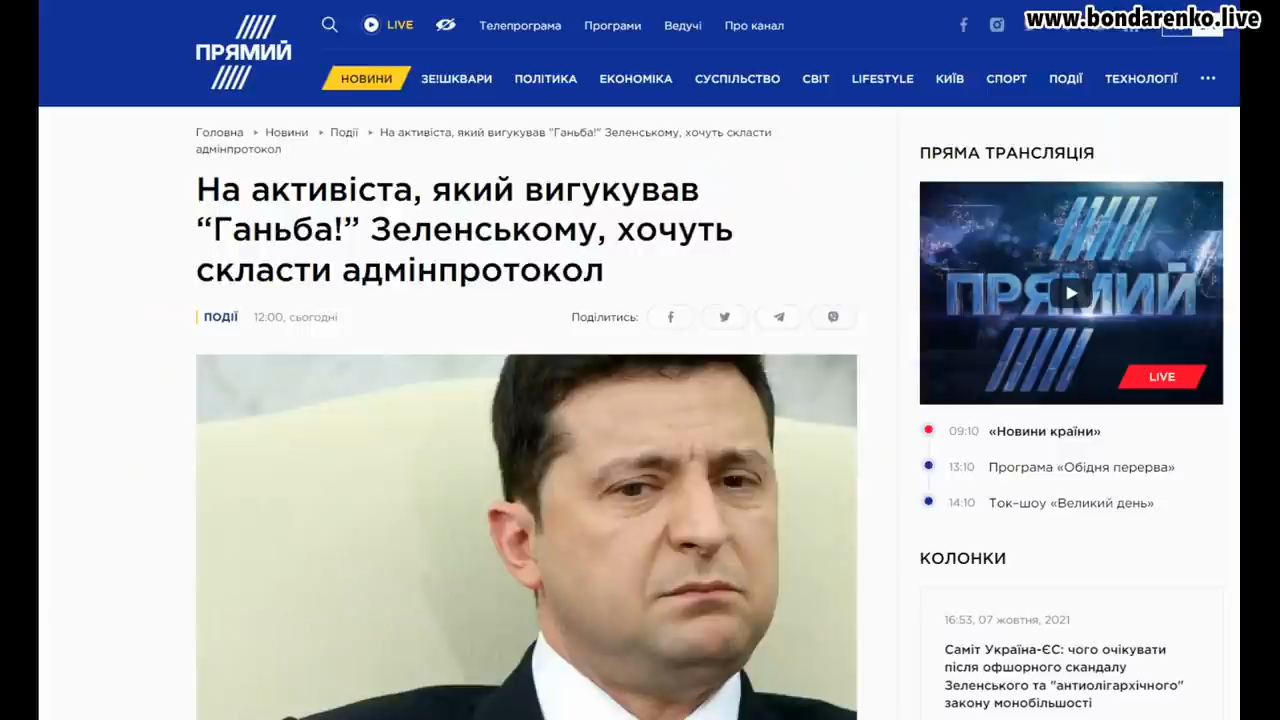 www.bondarenko.live
ПРЯМИЙ
LIVE
Телепрограма
Програми
Ведучі
Про канал
НОВИНИ
ЗЕ!ШКВАРИ
ПОЛІТИКА
ЕКОНОМІКА
СУСПІЛЬСТВО
СВІТ
LIFESTYLE
КИЇВ
СПОРТ
ПОДІЇ
ТЕХНОЛОГІЇ
Головна ▸ Новини ▸ Події ▸ На активіста, який вигукував "Ганьба!" Зеленському, хочуть скласти
адмінпротокол
На активіста, який вигукував
“Ганьба!” Зеленському, хочуть
скласти адмінпротокол
ПОДІЇ 12:00, сьогодні
Поділитись:
ПРЯМА ТРАНСЛЯЦІЯ
ПРЯМИЙ
LIVE
09:10 «Новини країни»
13:10 Програма «Обідня перерва»
14:10 Ток-шоу «Великий день»
КОЛОНКИ
16:53, 07 жовтня, 2021
Саміт Україна-ЄС: чого очікувати
після офшорного скандалу
Зеленського та "антиолігархічного"
закону монобільшості